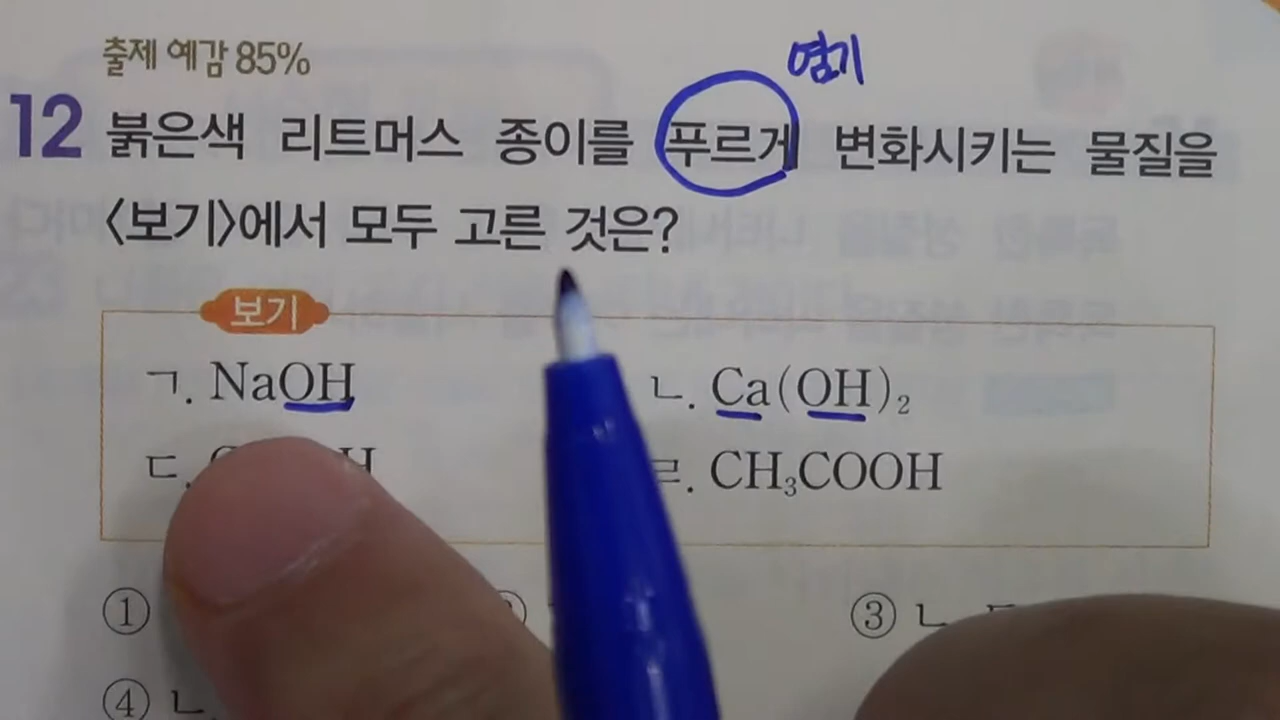 출제 예감 85%
염기
12 붉은색 리트머스 종이를 푸르게 변화시키는 물질을
<보기>에서 모두 고른 것은?
보기
ㄱ. NaOH ㄴ. Ca(OH)₂
ㄷ. ㄹ. CH₃COOH
① ③ ㄴ,
④ ㄴ,